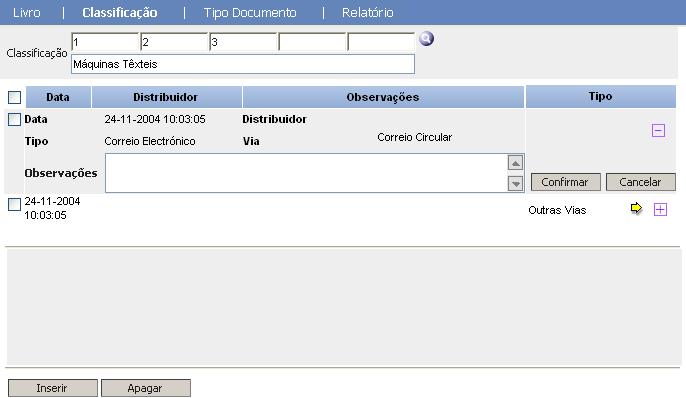 Livro | Classificação | Tipo Documento | Relatório
Classificação 1 2 3
Máquinas Têxteis
Data Distribuidor Observações Tipo
Data 24-11-2004 10:03:05 Distribuidor
Tipo Correio Electrónico Via Correio Circular
Observações
Confirmar Cancelar
24-11-2004
10:03:05 Outras Vias
Inserir Apagar